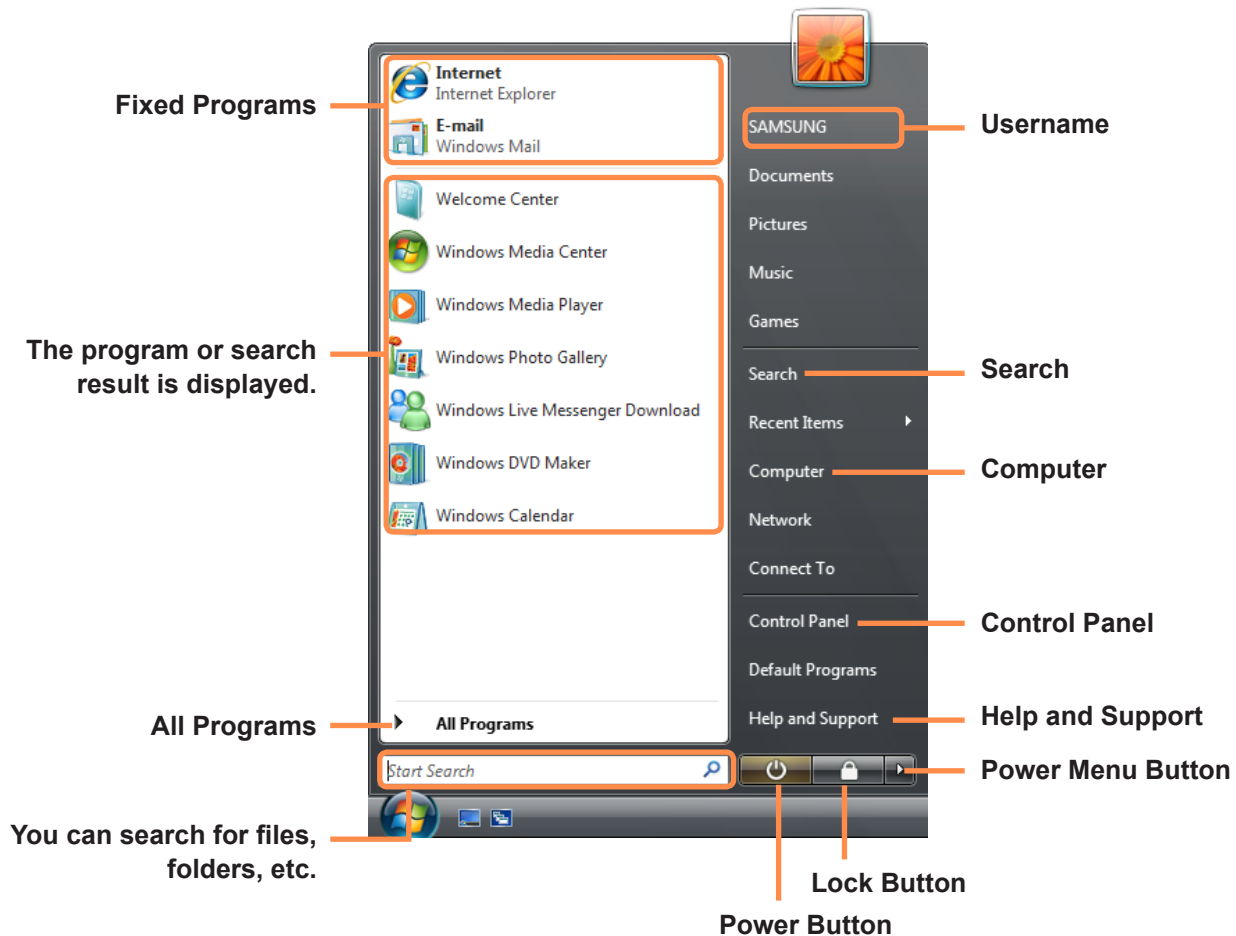 Fixed Programs
The program or search
result is displayed.
All Programs
You can search for files,
folders, etc.
Internet
Internet Explorer
E-mail
Windows Mail
Welcome Center
Windows Media Center
Windows Media Player
Windows Photo Gallery
Windows Live Messenger Download
Windows DVD Maker
Windows Calendar
All Programs
Start Search
SAMSUNG
Documents
Pictures
Music
Games
Search
Recent Items
Computer
Network
Connect To
Control Panel
Default Programs
Help and Support
Username
Search
Computer
Control Panel
Help and Support
Power Menu Button
Lock Button
Power Button